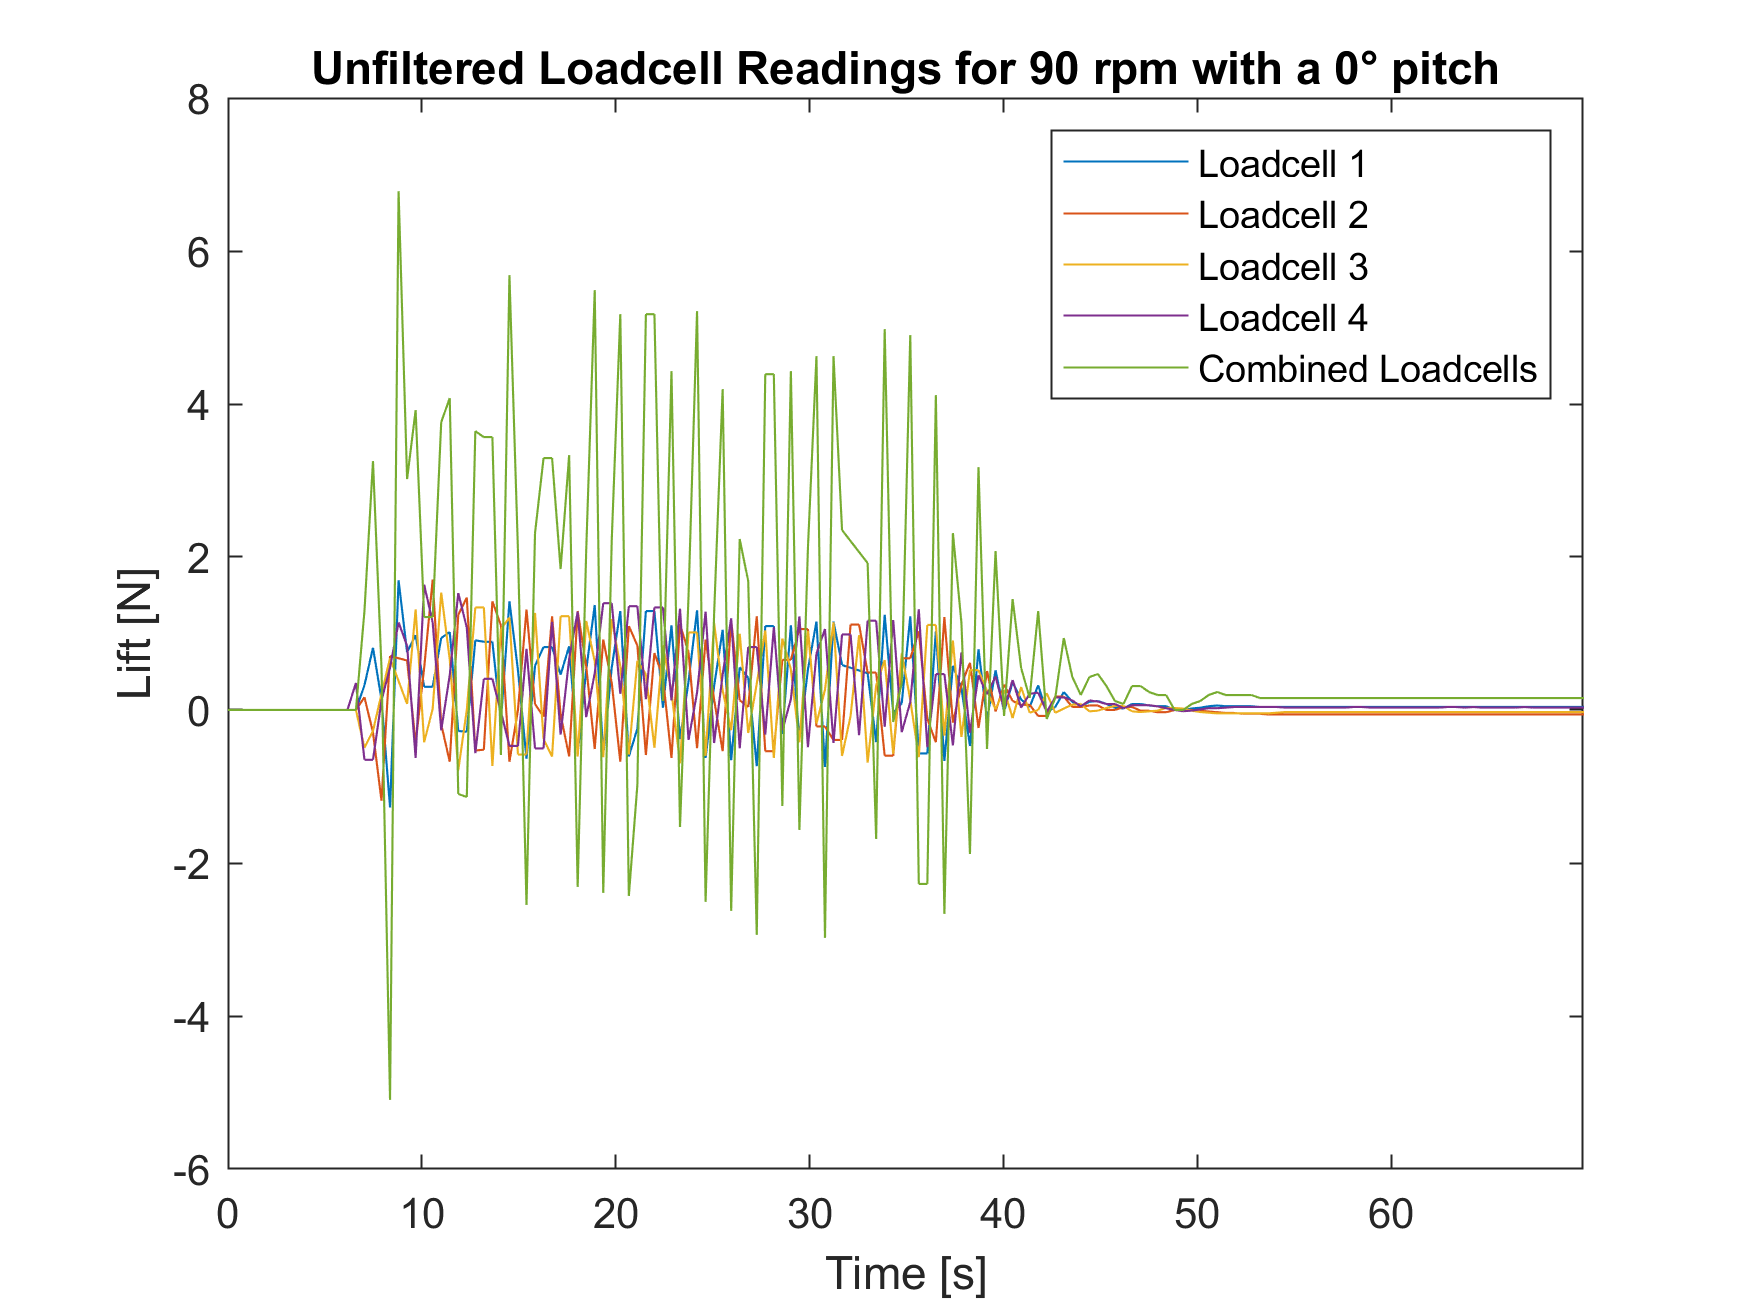 Unfiltered Loadcell Readings for 90 rpm with a 0° pitch
8
6
4
2
0
-2
-4
-6
Lift [N]
Loadcell 1
Loadcell 2
Loadcell 3
Loadcell 4
Combined Loadcells
0 10 20 30 40 50 60
Time [s]